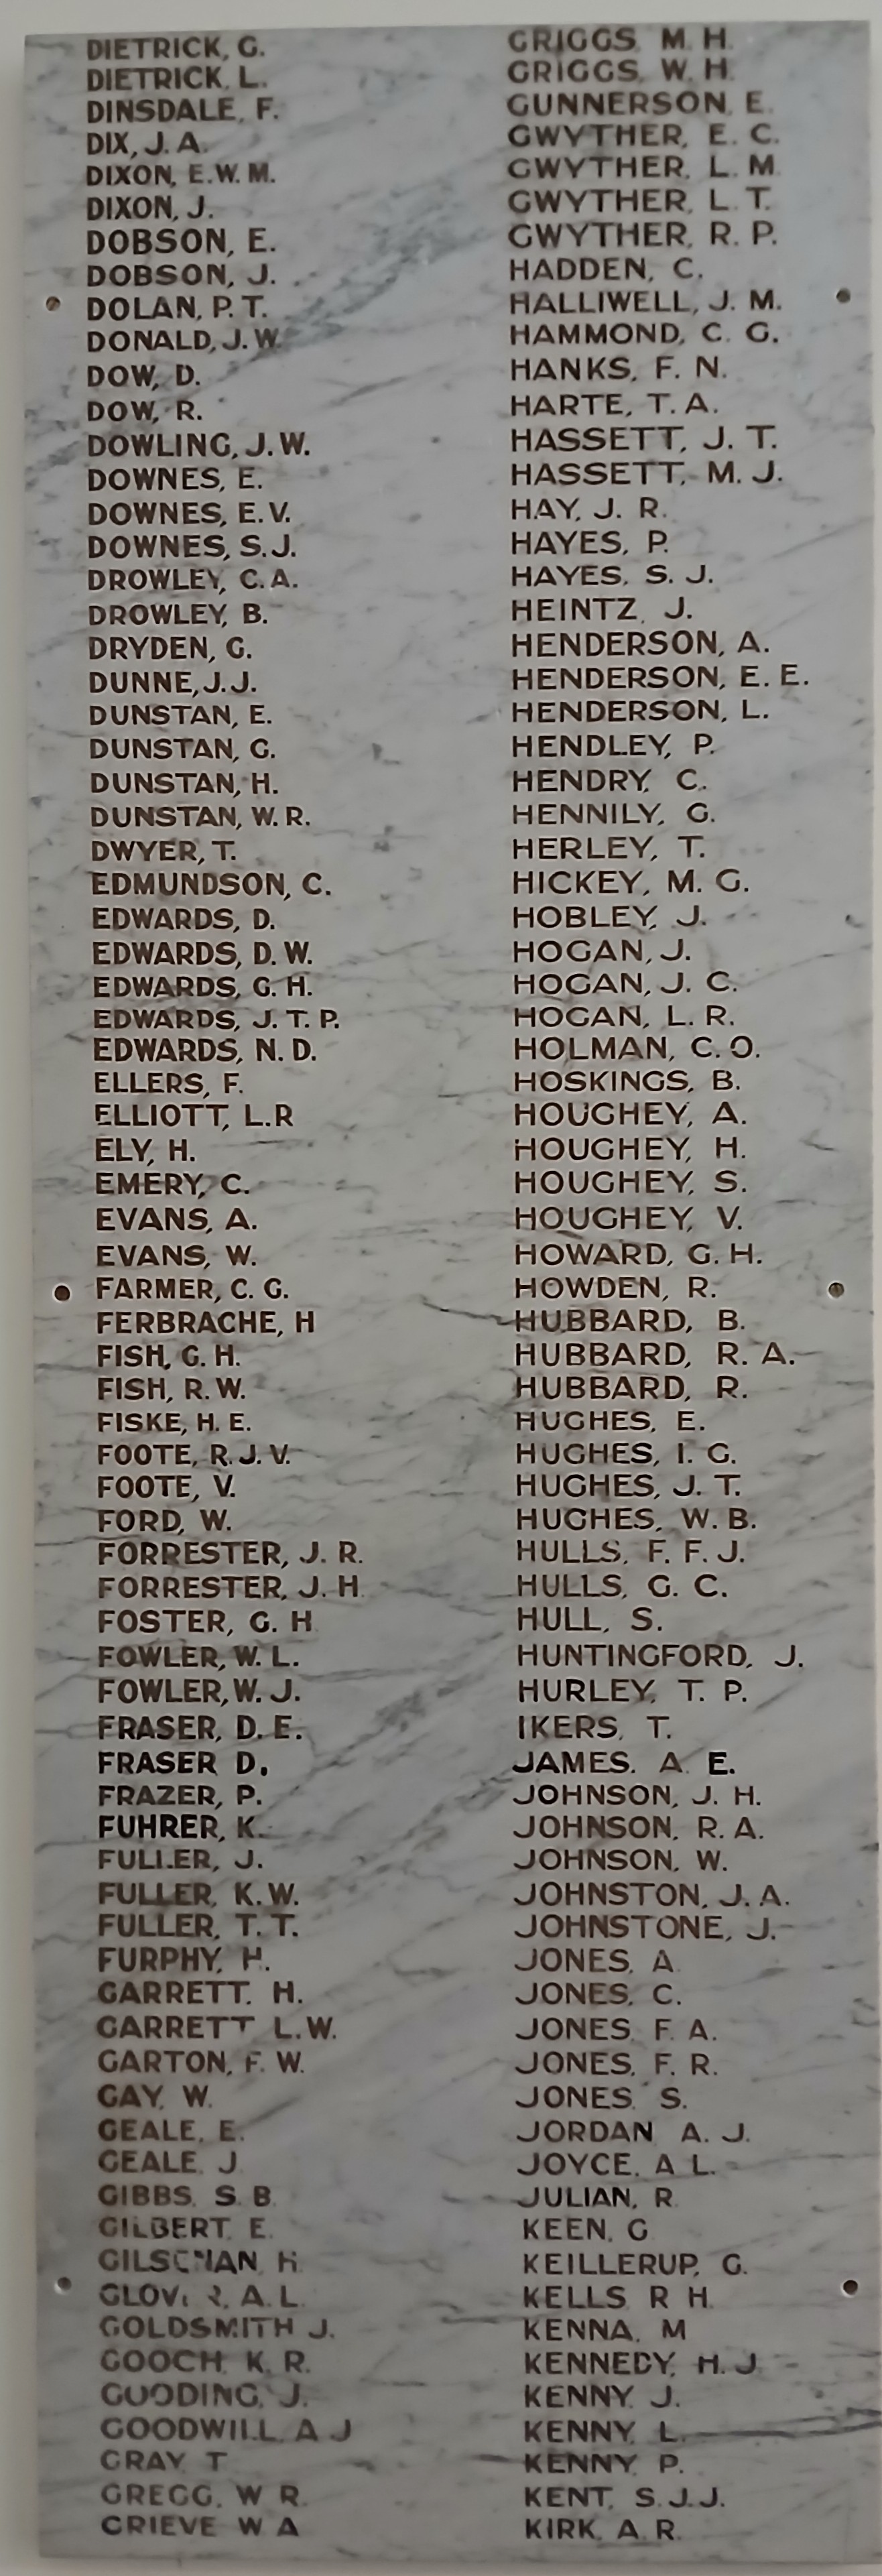 DIETRICK, G.
DIETRICK, L.
DINSDALE, F.
DIX, J. A.
DIXON, E. W. M.
DIXON, J.
DOBSON, E.
DOBSON, J.
DOLAN, P. T.
DONALD, J. W.
DOW, D.
DOW, R.
DOWLING, J. W.
DOWNES, E.
DOWNES, E. V.
DOWNES, S. J.
DROWLEY, C. A.
DROWLEY, B.
DRYDEN, G.
DUNNE, J. J.
DUNSTAN, E.
DUNSTAN, G.
DUNSTAN, H.
DUNSTAN, W. R.
DWYER, T.
EDMUNDSON, C.
EDWARDS, D.
EDWARDS, D. W.
EDWARDS, G. H.
EDWARDS, J. T. P.
EDWARDS, N. D.
ELLERS, F.
ELLIOTT, L. R
ELY, H.
EMERY, C.
EVANS, A.
EVANS, W.
FARMER, C. G.
FERBRACHE, H
FISH, G. H.
FISH, R. W.
FISKE, H. E.
FOOTE, R. J. V.
FOOTE, V.
FORD, W.
FORRESTER, J. R.
FORRESTER, J. H
FOSTER, G. H
FOWLER, W. L.
FOWLER, W. J.
FRASER, D. E.
FRASER D.
FRAZER, P.
FUHRER, K.
FULLER, J.
FULLER, K. W.
FULLER, T. T.
FURPHY, H.
GARRETT, H.
GARRETT L. W.
GARTON, F. W.
GAY, W.
GEALE, E.
GEALE, J
GIBBS, S. B
GILBERT, E.
H
GLOVER, A. L.
GOLDSMITH J.
GOOCH K. R.
GOODING, J.
GOODWILL A J
GRAY, T
GREGG, W R.
GRIEVE W A
GRIGGS, M. H.
GRIGGS, W. H.
GUNNERSON, E.
GWYTHER, E. C.
GWYTHER, L. M
GWYTHER, L. T.
GWYTHER, R. P.
HADDEN, C.
HALLIWELL, J. M.
HAMMOND, C. G.
HANKS, F. N.
HARTE, T. A.
HASSETT, J. T.
HASSETT, M. J.
HAY, J. R.
HAYES, P.
HAYES, S. J.
HEINTZ, J.
HENDERSON, A.
HENDERSON, E. E.
HENDERSON, L.
HENDLEY, P.
HENDRY, C.
HENNILY, G.
HERLEY, T.
HICKEY, M. G.
HOBLEY, J.
HOGAN, J.
HOGAN, J. C.
HOGAN, L. R.
HOLMAN, C. O.
HOSKINGS, B.
HOUGHEY, A.
HOUGHEY, H.
HOUGHEY, S.
HOUGHEY, V.
HOWARD, G. H.
HOWDEN, R.
HUBBARD, B.
HUBBARD, R. A.
HUBBARD, R.
HUGHES, E.
HUGHES, I. G.
HUGHES, J. T.
HUGHES, W. B.
HULLS, F. F. J.
HULLS, G. C.
HULL, S.
HUNTINGFORD, J.
HURLEY, T. P.
IKERS, T.
JAMES, A. E.
JOHNSON, J. H.
JOHNSON, R. A.
JOHNSON, W.
JOHNSTON, J. A.
JOHNSTONE, J.
JONES, A
JONES, C.
JONES, F. A.
JONES, F. R.
JONES, S.
JORDAN A. J.
JOYCE, A L.
JULIAN, R
KEEN, G
KEILLERUP, G.
KELLS, R H.
KENNA, M
KENNEDY, H. J
KENNY, J.
KENNY, L.
KENNY, P.
KENT, S. J. J.
KIRK, A. R.